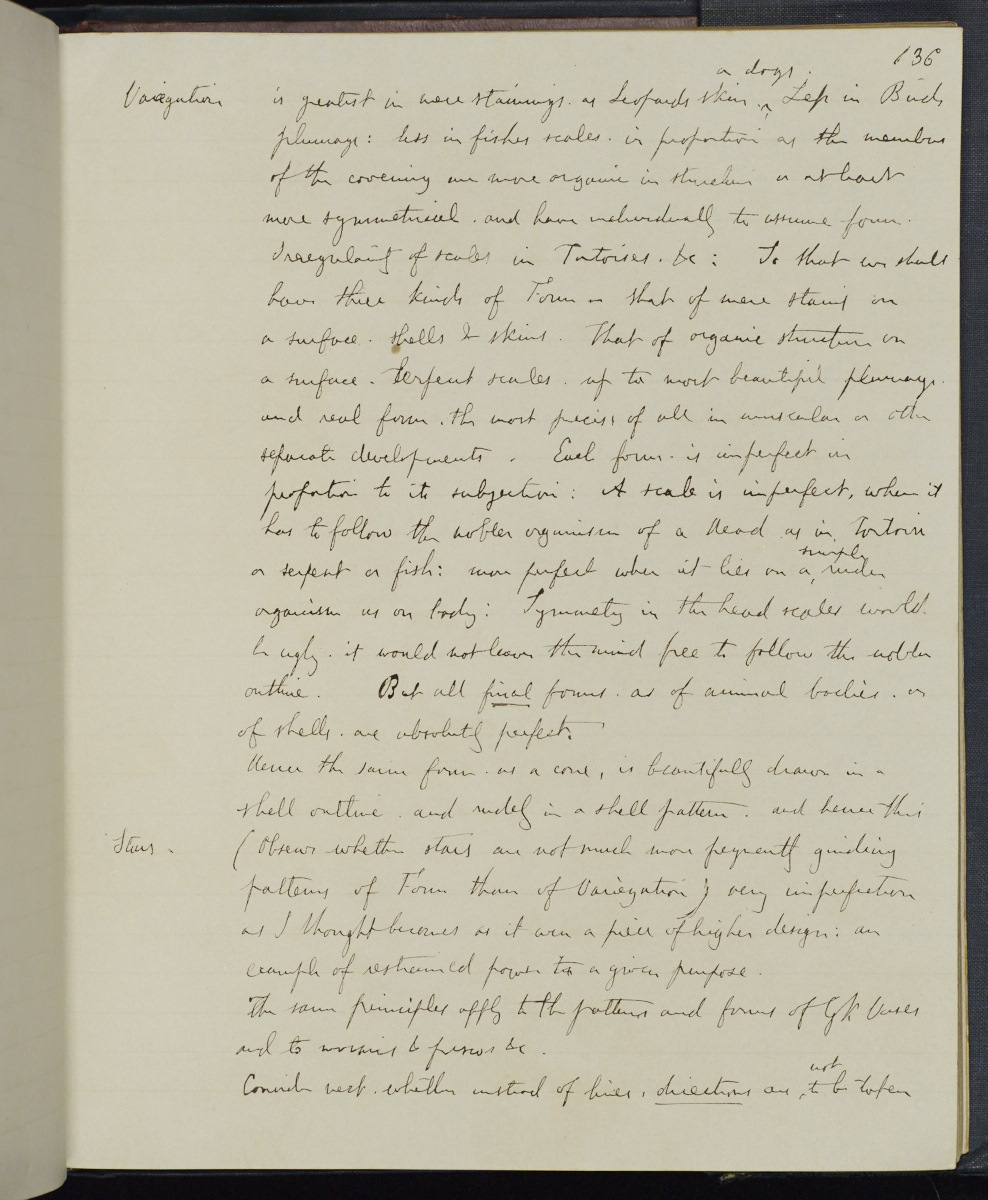 136
or dogs.
Variegation is greatest in mere stainings. as Leopards skin. ^ Less in Birds
plumage: less in fishes scales. in proportion as the members
of the covering are more organic in structure or at least
more symmetrical. and have individually to assume form.
Irregularity of scales in Tortoises. &c: So that we shall
have three kinds of Form - that of mere stains on
a surface. shells & skins. That of organic structure on
a surface. Serpent scales. up to most beautiful plumage.
and real form. the most precise of all in muscular or other
separate developments. Each form. is imperfect in
proportion to its subjection: A scale is imperfect, when it
has to follow the nobler organism of a head as in Tortoise
simple
or serpent or fish: more perfect when it lies on a ^ ruder
organism as on body: Symmetry in the head scales would
be ugly. it would not leave the mind free to follow the nobler
outline. But all final forms. as of animal bodies. or
of shells. are absolutely perfect.
Hence the same form. as a cone, is beautifully drawn in a
shell outline. and rudely in a shell pattern. and hence this
Stars. (Observe whether stars are not much more frequently guiding
patterns of Form than of Variegation) very imperfection
as I thought becomes as it were a piece of higher design: an
example of restrained power to a given purpose.
The same principles apply to the patterns and forms of Gk Vases
and to &c.
not
Consider next. whether instead of lines, directions are ^ to be taken